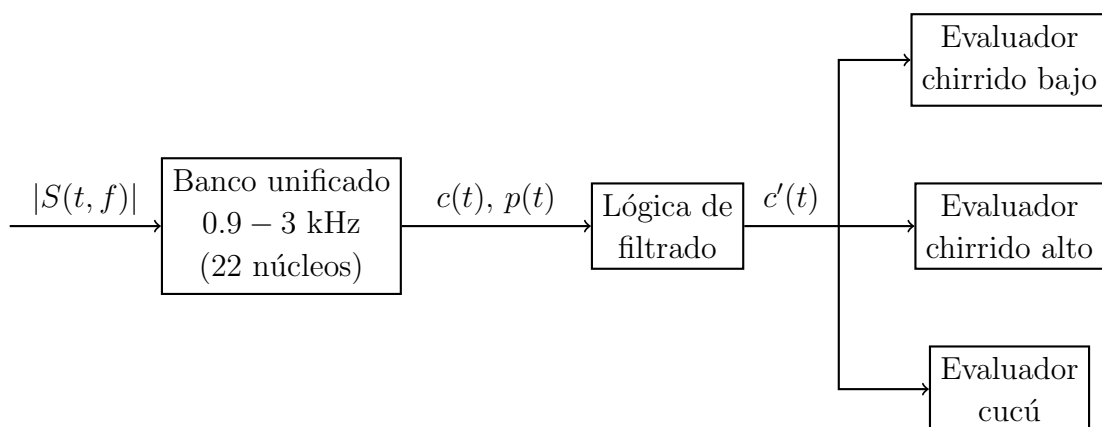 Evaluador
chirrido bajo
|S(t, f)|
Banco unificado
0.9 – 3 kHz
(22 núcleos)
c(t), p(t)
Lógica de
filtrado
c′(t)
Evaluador
chirrido alto
Evaluador
cucú